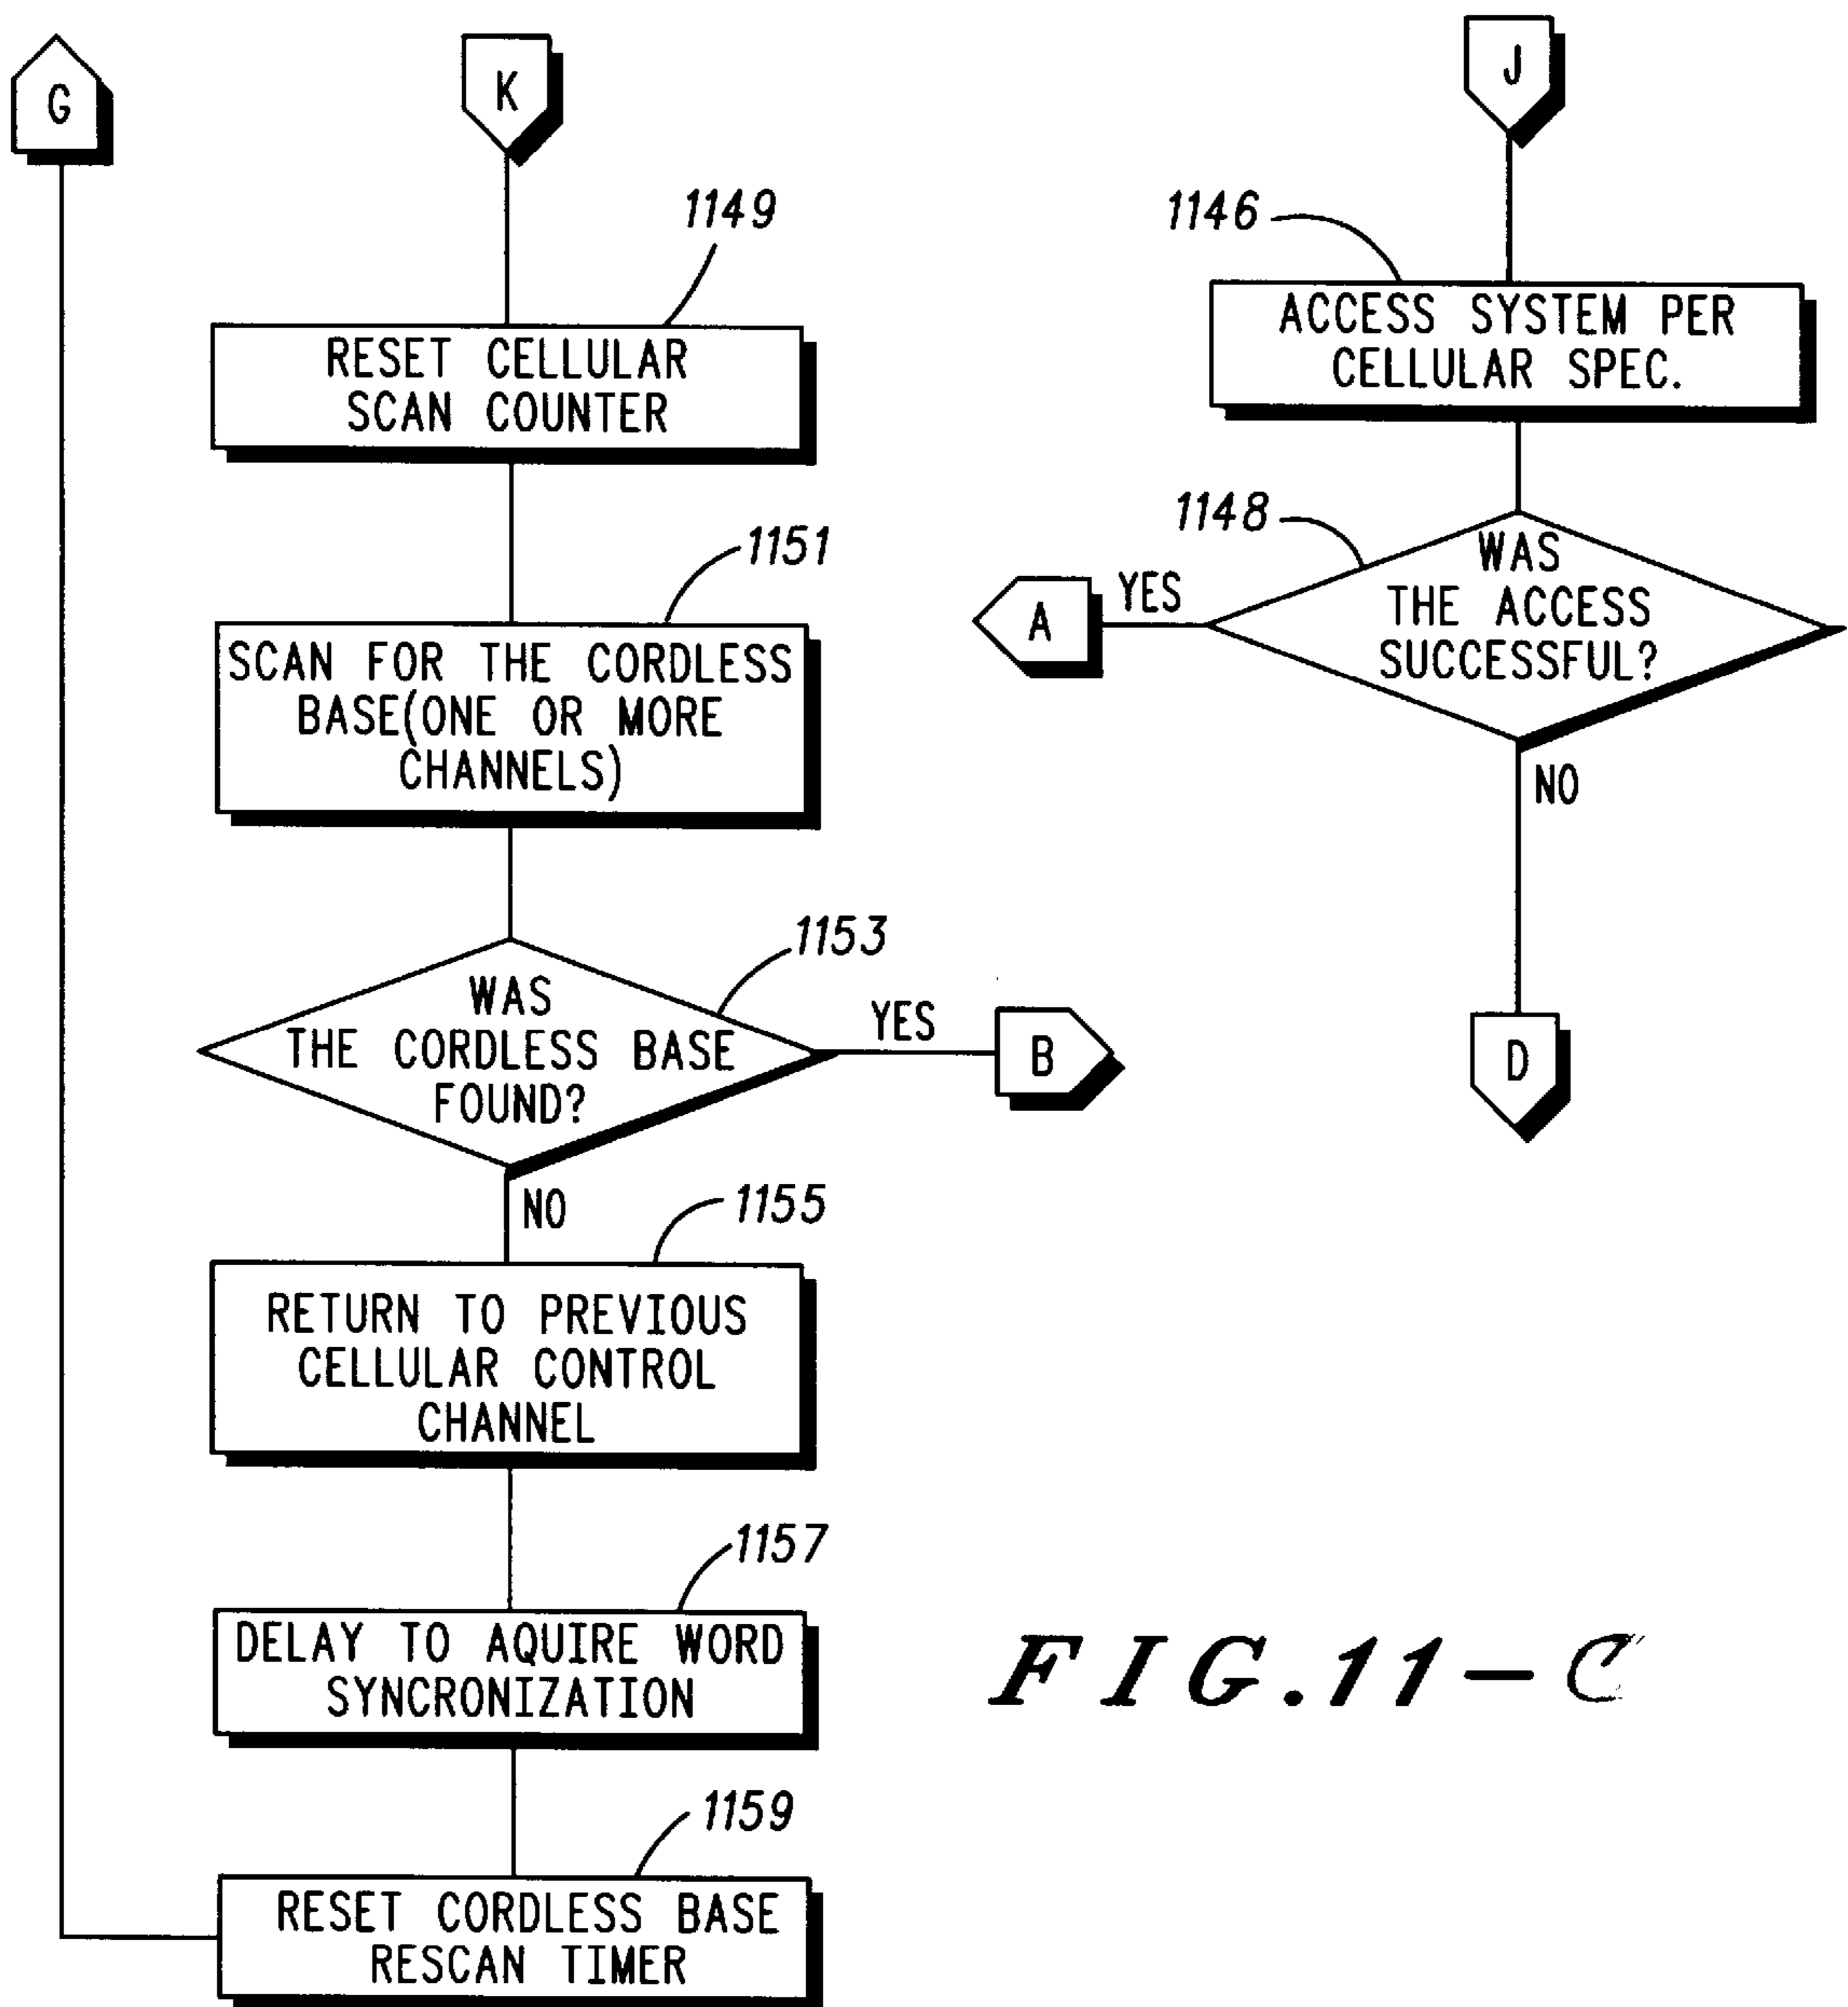 G
K
J
1149
1146
RESET CELLULAR
SCAN COUNTER
ACCESS SYSTEM PER
CELLULAR SPEC.
1151
1148
SCAN FOR THE CORDLESS
BASE(ONE OR MORE
CHANNELS)
A
YES
WAS
THE ACCESS
SUCCESSFUL?
NO
1153
WAS
THE CORDLESS BASE
FOUND?
YES
B
D
NO
1155
RETURN TO PREVIOUS
CELLULAR CONTROL
CHANNEL
1157
DELAY TO AQUIRE WORD
SYNCRONIZATION
1159
RESET CORDLESS BASE
RESCAN TIMER
FIG.11-C